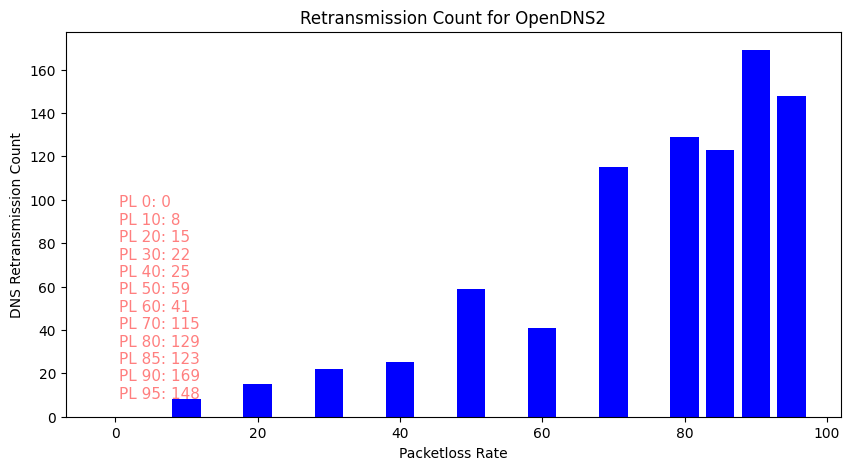 Retransmission Count for OpenDNS2
DNS Retransmission Count
160
140
120
100
80
60
40
20
0
PL 0: 0
PL 10: 8
PL 20: 15
PL 30: 22
PL 40: 25
PL 50: 59
PL 60: 41
PL 70: 115
PL 80: 129
PL 85: 123
PL 90: 169
PL 95: 148
0 20 40 60 80 100
Packetloss Rate